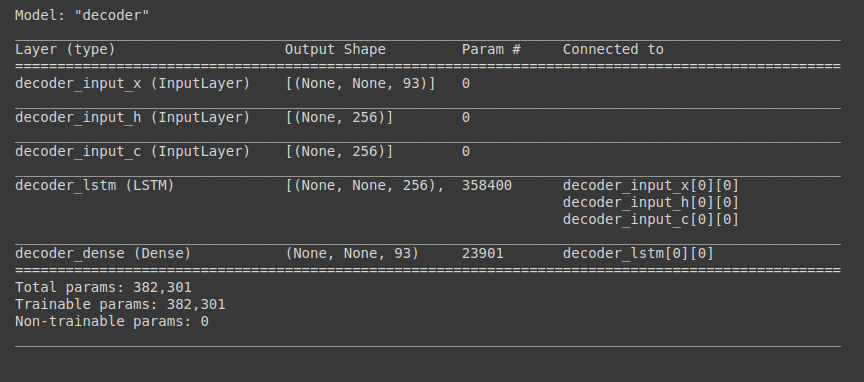 Model: "decoder"
Layer (type) Output Shape Param # Connected to
decoder_input_x (InputLayer) [(None, None, 93)] 0
decoder_input_h (InputLayer) [(None, 256)] 0
decoder_input_c (InputLayer) [(None, 256)] 0
decoder_lstm (LSTM) [(None, None, 256), 358400 decoder_input_x[0][0]
decoder_input_h[0][0]
decoder_input_c[0][0]
decoder_dense (Dense) (None, None, 93) 23901 decoder_lstm[0][0]
Total params: 382,301
Trainable params: 382,301
Non-trainable params: 0